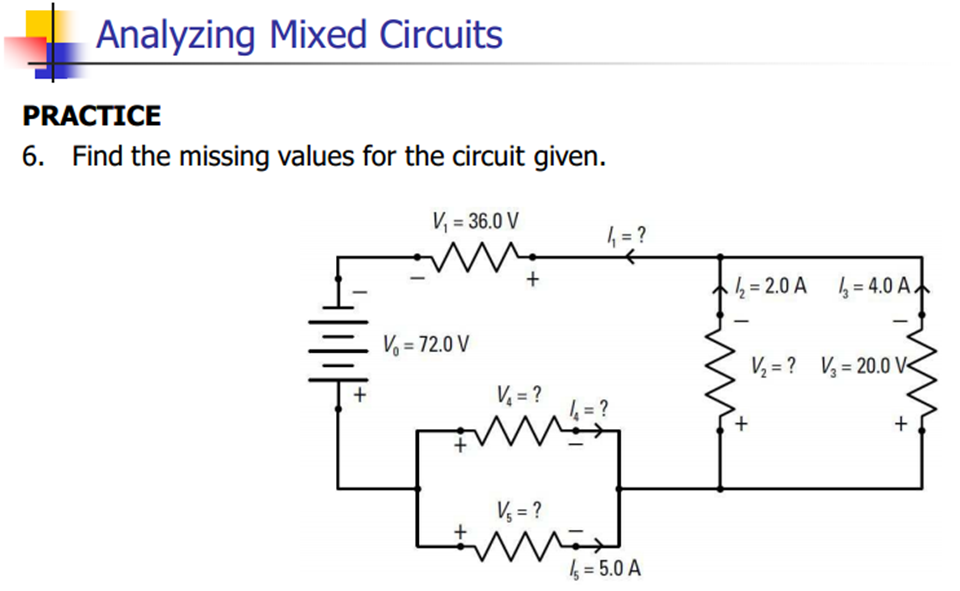 Analyzing Mixed Circuits
PRACTICE
6. Find the missing values for the circuit given.
V₁ = 36.0 V
I₁ = ?
− +
I₂ = 2.0 A I₃ = 4.0 A
− − −
V₀ = 72.0 V
V₂ = ? V₃ = 20.0 V
+
V₄ = ?
I₄ = ?
+ +
+ −
V₅ = ?
+ −
I₅ = 5.0 A